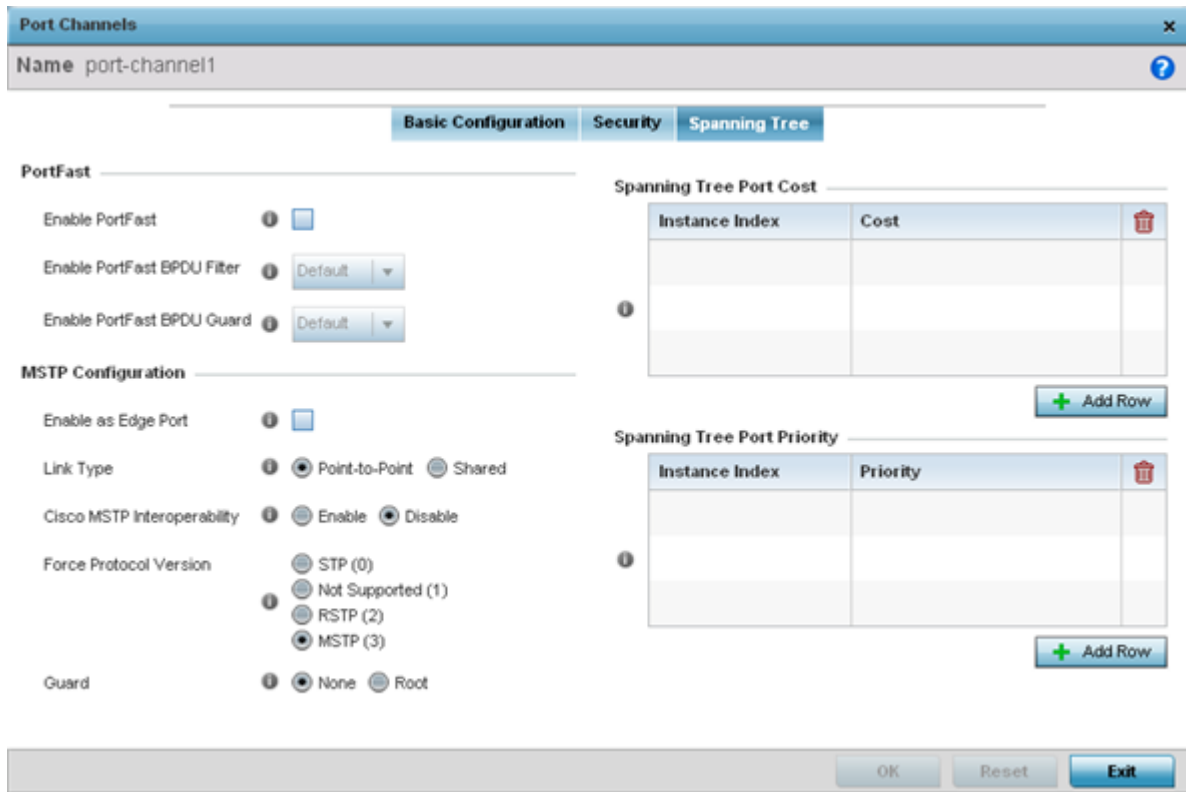 Port Channels
Name port-channel1
Basic Configuration Security Spanning Tree
PortFast
Enable PortFast
Enable PortFast BPDU Filter Default
Enable PortFast BPDU Guard Default
MSTP Configuration
Enable as Edge Port
Link Type Point-to-Point Shared
Cisco MSTP Interoperability Enable Disable
Force Protocol Version STP (0)
Not Supported (1)
RSTP (2)
MSTP (3)
Guard None Root
Spanning Tree Port Cost
Instance Index Cost
Add Row
Spanning Tree Port Priority
Instance Index Priority
Add Row
OK Reset Exit